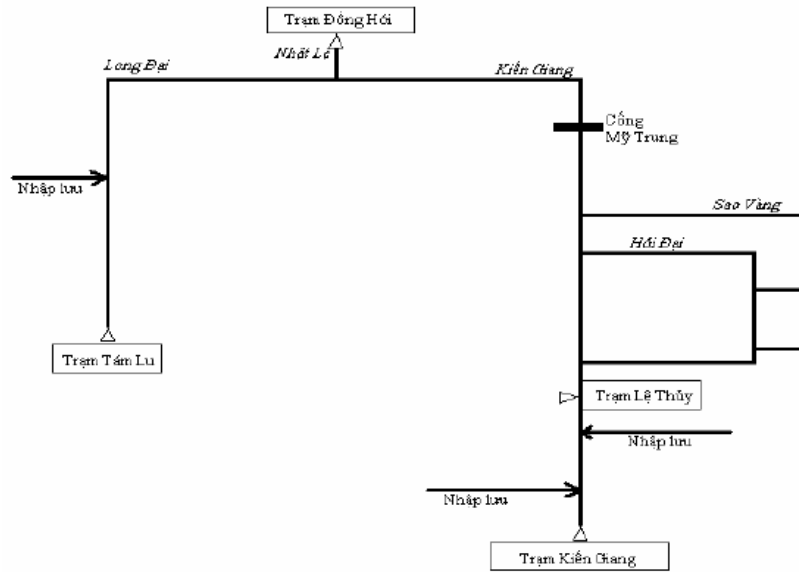 Trạm Đồng Hới
Nhật Lệ
Long Đại
Kiến Giang
Cống
Mỹ Trung
Nhập lưu
Sao Vàng
Hói Đại
Trạm Tám Lu
Trạm Lệ Thủy
Nhập lưu
Nhập lưu
Trạm Kiến Giang